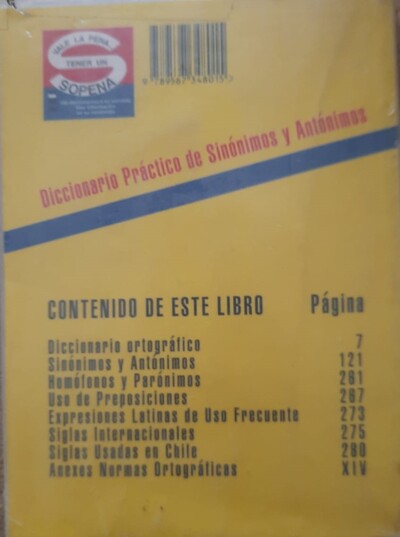 VALE LA PENA
TENER UN
SOPENA
Diccionario Práctico de Sinónimos y Antónimos
CONTENIDO DE ESTE LIBRO Página
Diccionario ortográfico 7
Sinónimos y Antónimos 121
Homófonos y Parónimos 261
Uso de Preposiciones 267
Expresiones Latinas de Uso Frecuente 273
Siglas Internacionales 275
Siglas Usadas en Chile 290
Anexos Normas Ortográficas XIV